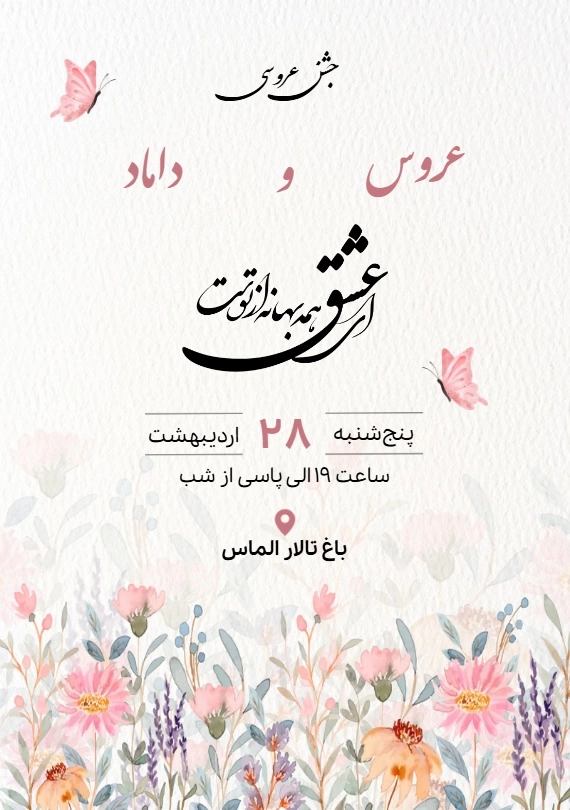 جشن عروسی
عروس و داماد
ای عشق همه بهانه از توست
پنج‌شنبه ۲۸ اردیبهشت
ساعت ۱۹ الی پاسی از شب
باغ تالار الماس